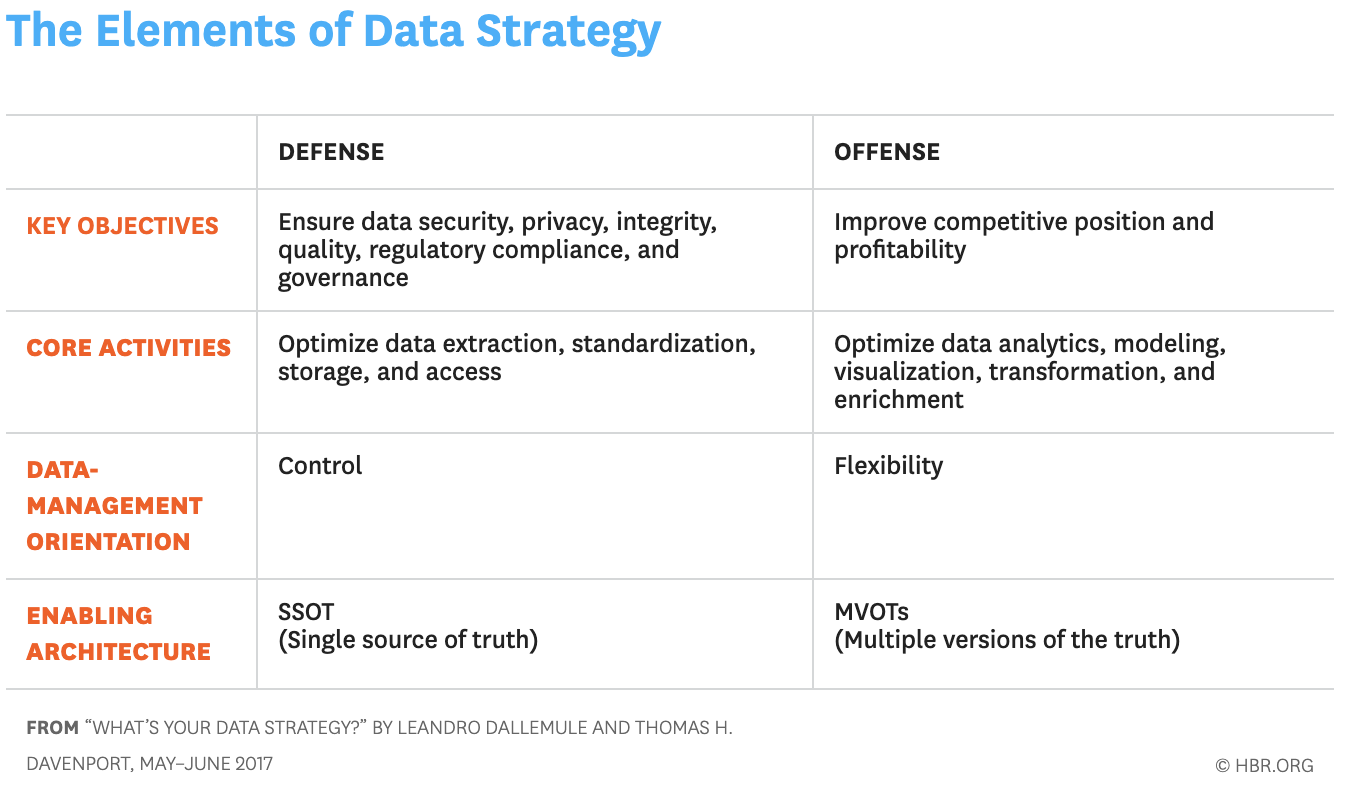 The Elements of Data Strategy
DEFENSE
OFFENSE
KEY OBJECTIVES
Ensure data security, privacy, integrity,
quality, regulatory compliance, and
governance
Improve competitive position and
profitability
CORE ACTIVITIES
Optimize data extraction, standardization,
storage, and access
Optimize data analytics, modeling,
visualization, transformation, and
enrichment
DATA-
MANAGEMENT
ORIENTATION
Control
Flexibility
ENABLING
ARCHITECTURE
SSOT
(Single source of truth)
MVOTs
(Multiple versions of the truth)
FROM “WHAT’S YOUR DATA STRATEGY?” BY LEANDRO DALLEMULE AND THOMAS H.
DAVENPORT, MAY–JUNE 2017
© HBR.ORG